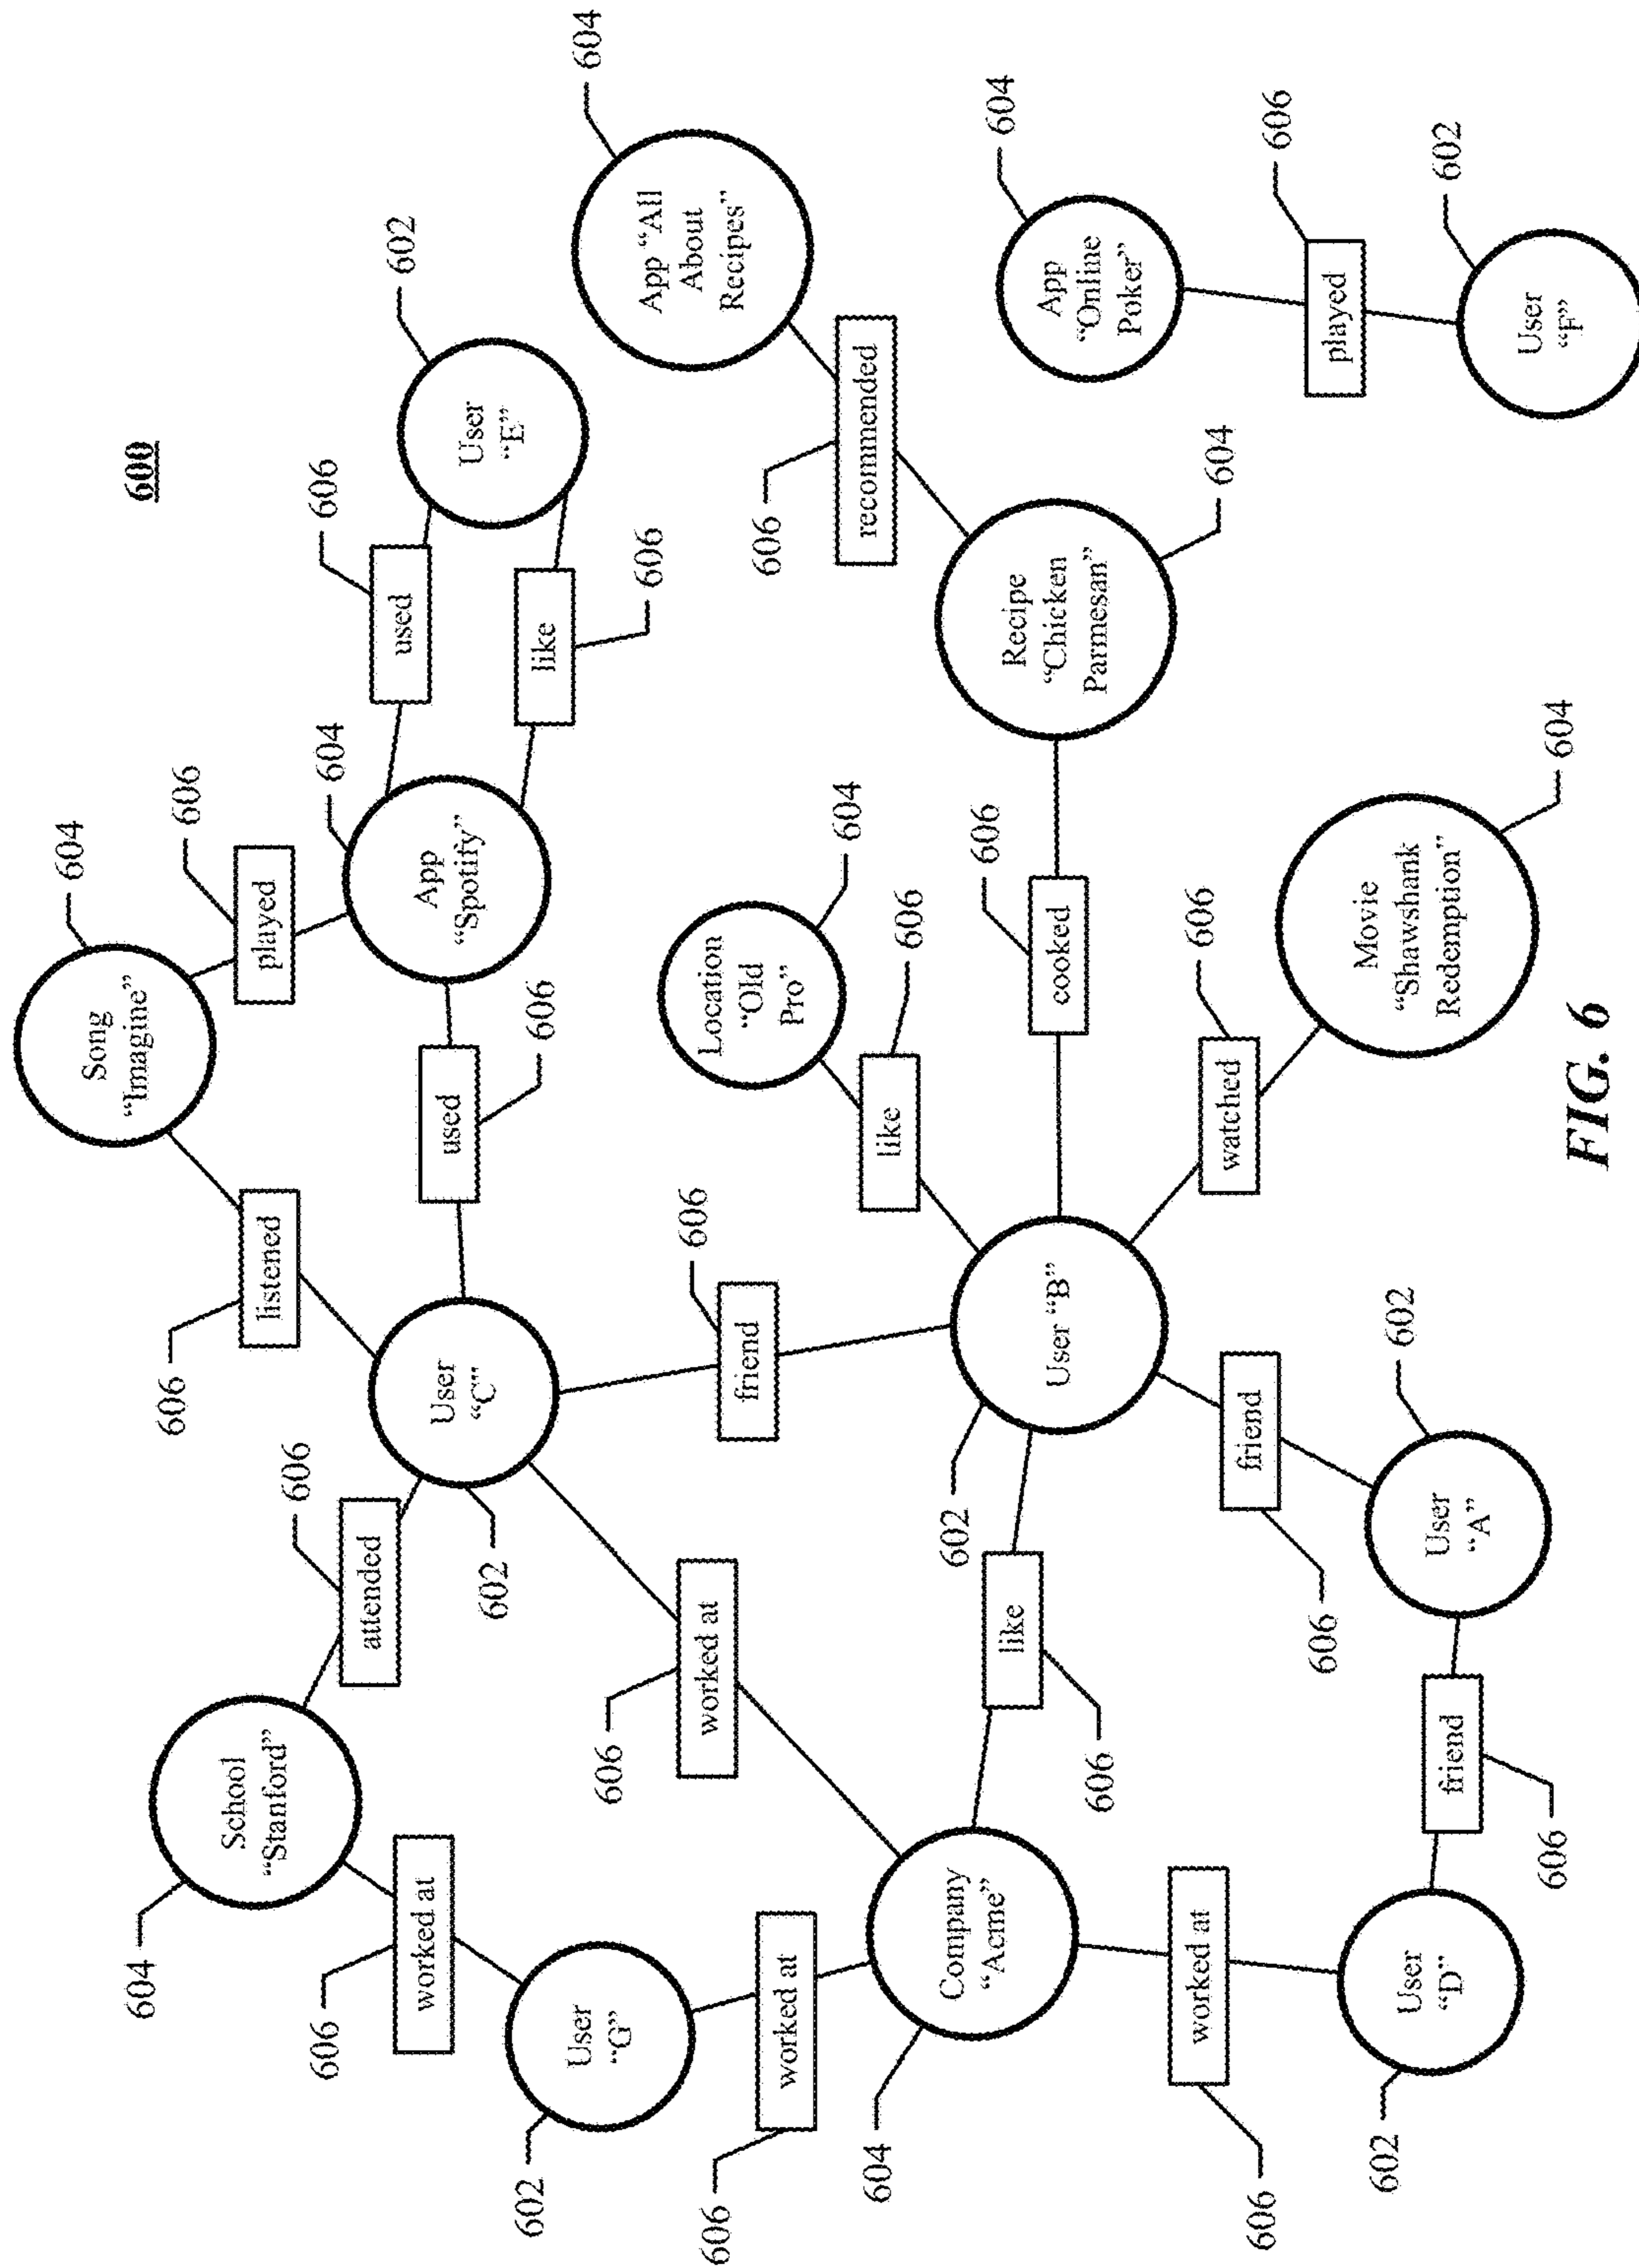 600
604
Song
“Imagine”
604
606
606
School
“Stanford”
listened
played
606
606
604
606
worked at
attended
User
“C”
App
“Spotify”
used
602
User
“E”
used
602
602
606
like
User
“G”
606
606
604
606
worked at
606
worked at
friend
Location
“Old
Pro”
606
App “All
About
Recipes”
604
604
recommended
like
606
Company
“Acme”
602
606
604
like
User “B”
cooked
Recipe
“Chicken
Parmesan”
App
“Online
Poker”
606
606
604
worked at
friend
watched
606
606
606
played
602
602
Movie
“Shawshank
Redemption”
User
“D”
User
“A”
602
friend
User
“F”
606
604
FIG. 6